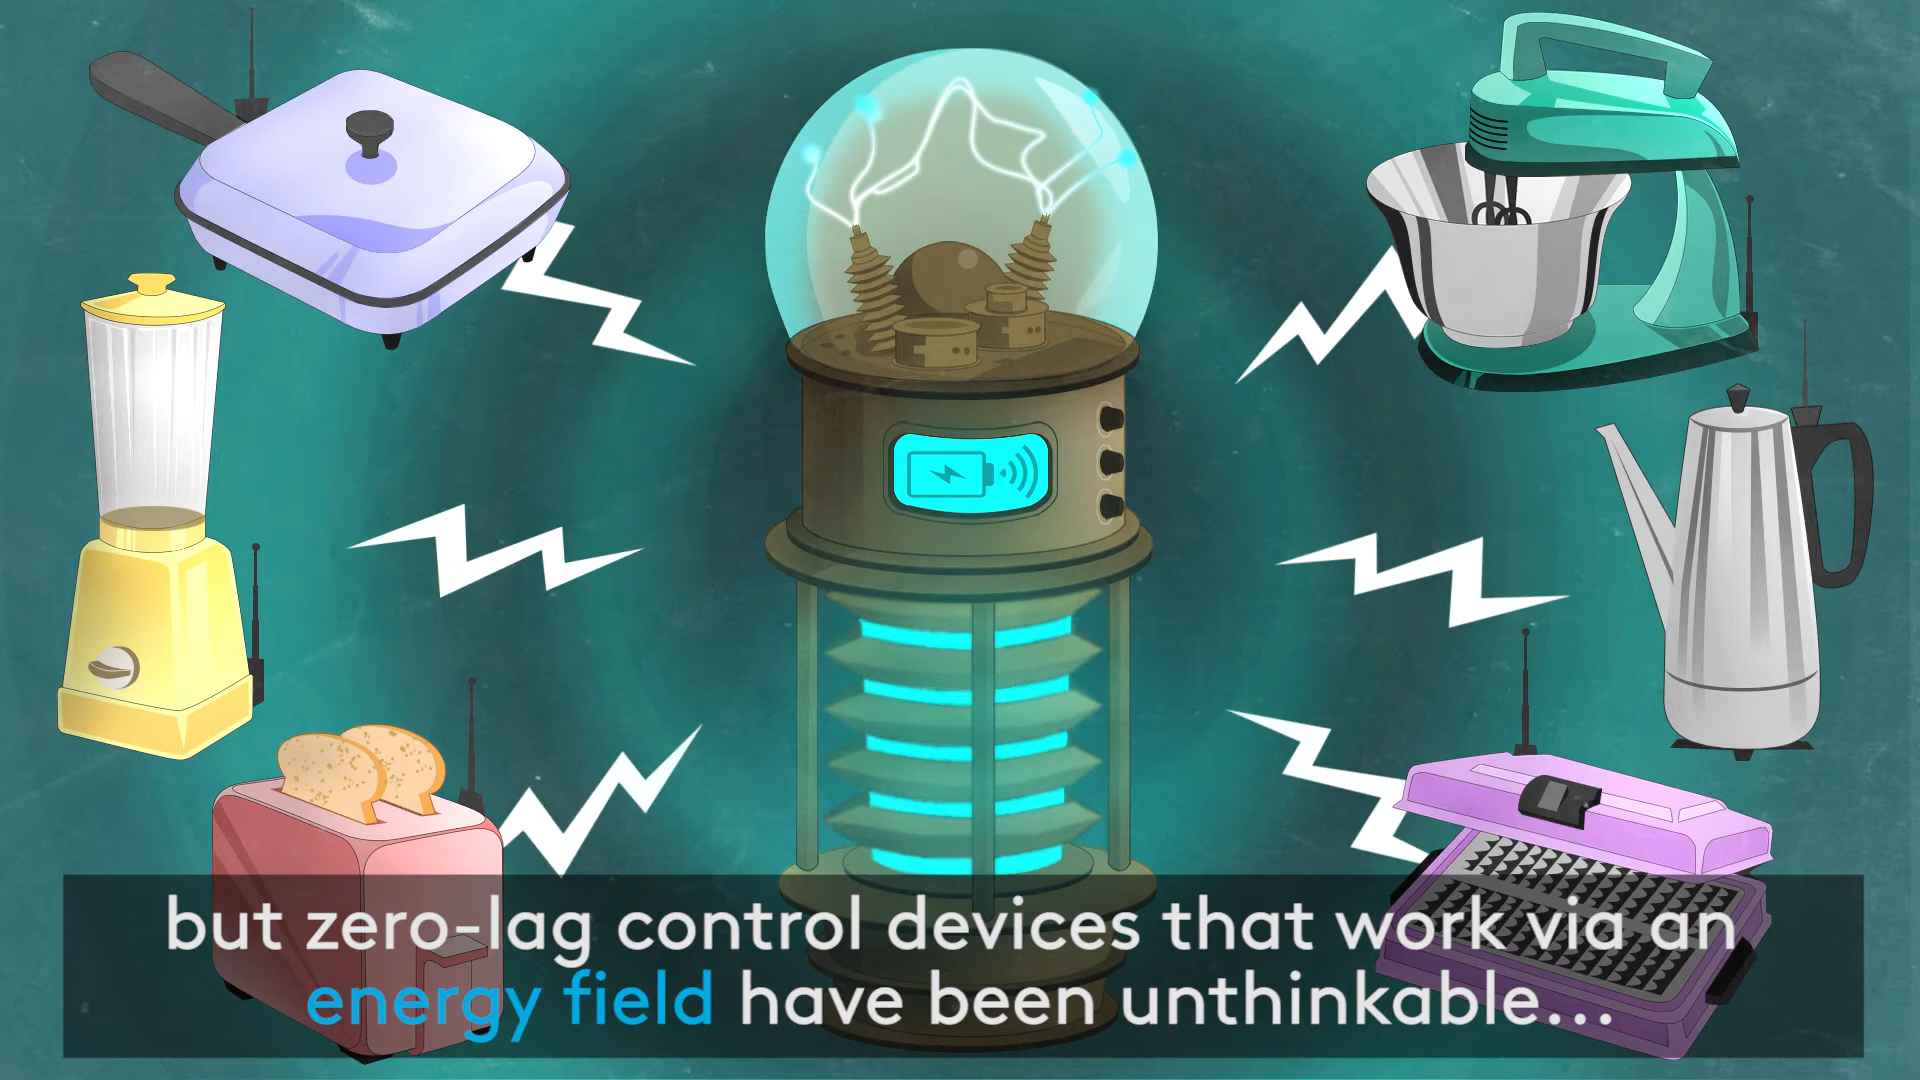 but zero-lag control devices that work via an
energy field have been unthinkable...